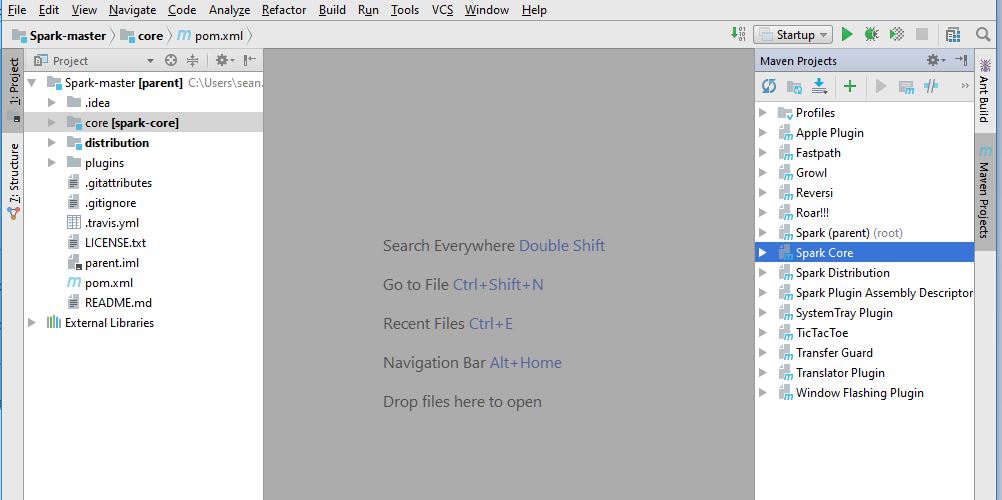 File Edit View Navigate Code Analyze Refactor Build Run Tools VCS Window Help
Spark-master core pom.xml
Startup
1: Project
7: Structure
Project
Spark-master [parent] C:\Users\sean.
.idea
core [spark-core]
distribution
plugins
.gitattributes
.gitignore
.travis.yml
LICENSE.txt
parent.iml
pom.xml
README.md
External Libraries
Search Everywhere Double Shift
Go to File Ctrl+Shift+N
Recent Files Ctrl+E
Navigation Bar Alt+Home
Drop files here to open
Maven Projects
Profiles
Apple Plugin
Fastpath
Growl
Reversi
Roar!!!
Spark (parent) (root)
Spark Core
Spark Distribution
Spark Plugin Assembly Descriptor
SystemTray Plugin
TicTacToe
Transfer Guard
Translator Plugin
Window Flashing Plugin
Ant Build
Maven Projects